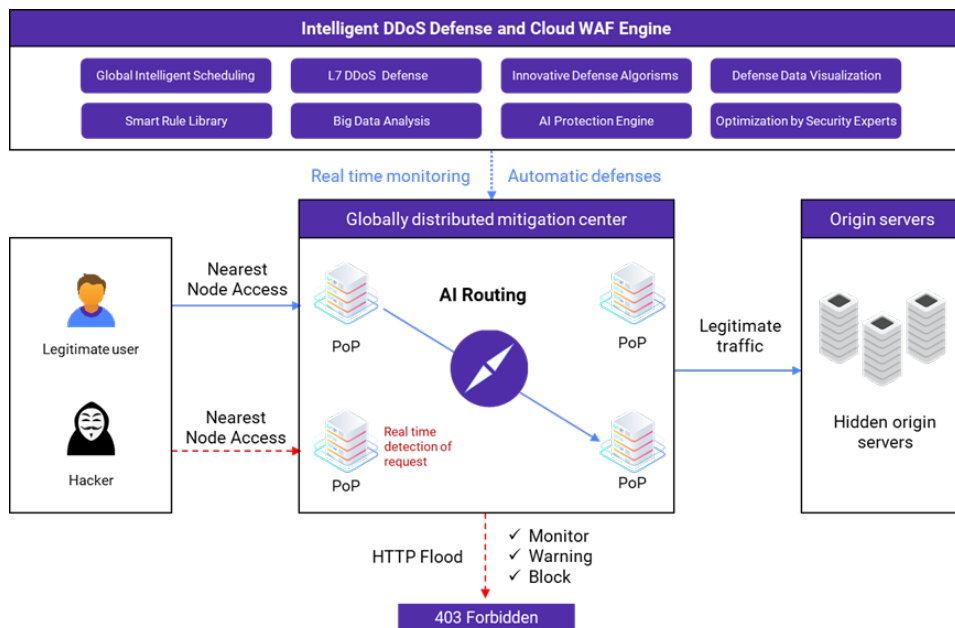 Intelligent DDoS Defense and Cloud WAF Engine
Global Intelligent Scheduling
L7 DDoS Defense
Innovative Defense Algorisms
Defense Data Visualization
Smart Rule Library
Big Data Analysis
AI Protection Engine
Optimization by Security Experts
Real time monitoring
Automatic defenses
Globally distributed mitigation center
Origin servers
Legitimate user
Nearest
Node Access
PoP
AI Routing
PoP
Legitimate
traffic
Hacker
Nearest
Node Access
PoP
Real time
detection of
request
PoP
Hidden origin
servers
HTTP Flood
✓ Monitor
✓ Warning
✓ Block
403 Forbidden